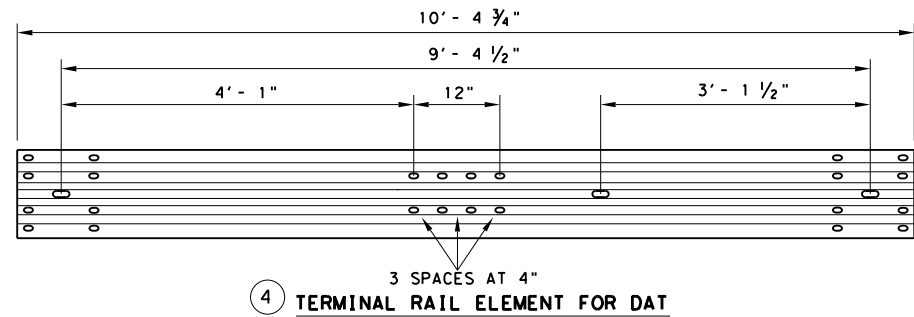 10' - 4 ¾"
9' - 4 ½"
4' - 1"
12"
3' - 1 ½"
3 SPACES AT 4"
4 TERMINAL RAIL ELEMENT FOR DAT